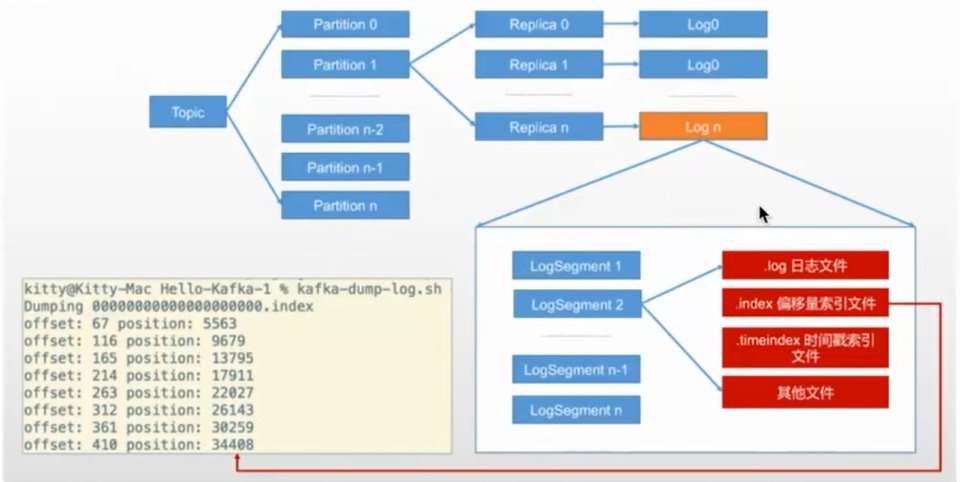 Topic
Partition 0
Partition 1
Partition n-2
Partition n-1
Partition n
Replica 0
Replica 1
Replica n
Log0
Log0
Log n
LogSegment 1
LogSegment 2
LogSegment n-1
LogSegment n
.log 日志文件
.index 偏移量索引文件
.timeindex 时间戳索引
文件
其他文件
kitty@Kitty-Mac Hello-Kafka-1 % kafka-dump-log.sh
Dumping 00000000000000000000.index
offset: 67 position: 5563
offset: 116 position: 9679
offset: 165 position: 13795
offset: 214 position: 17911
offset: 263 position: 22027
offset: 312 position: 26143
offset: 361 position: 30259
offset: 410 position: 34408